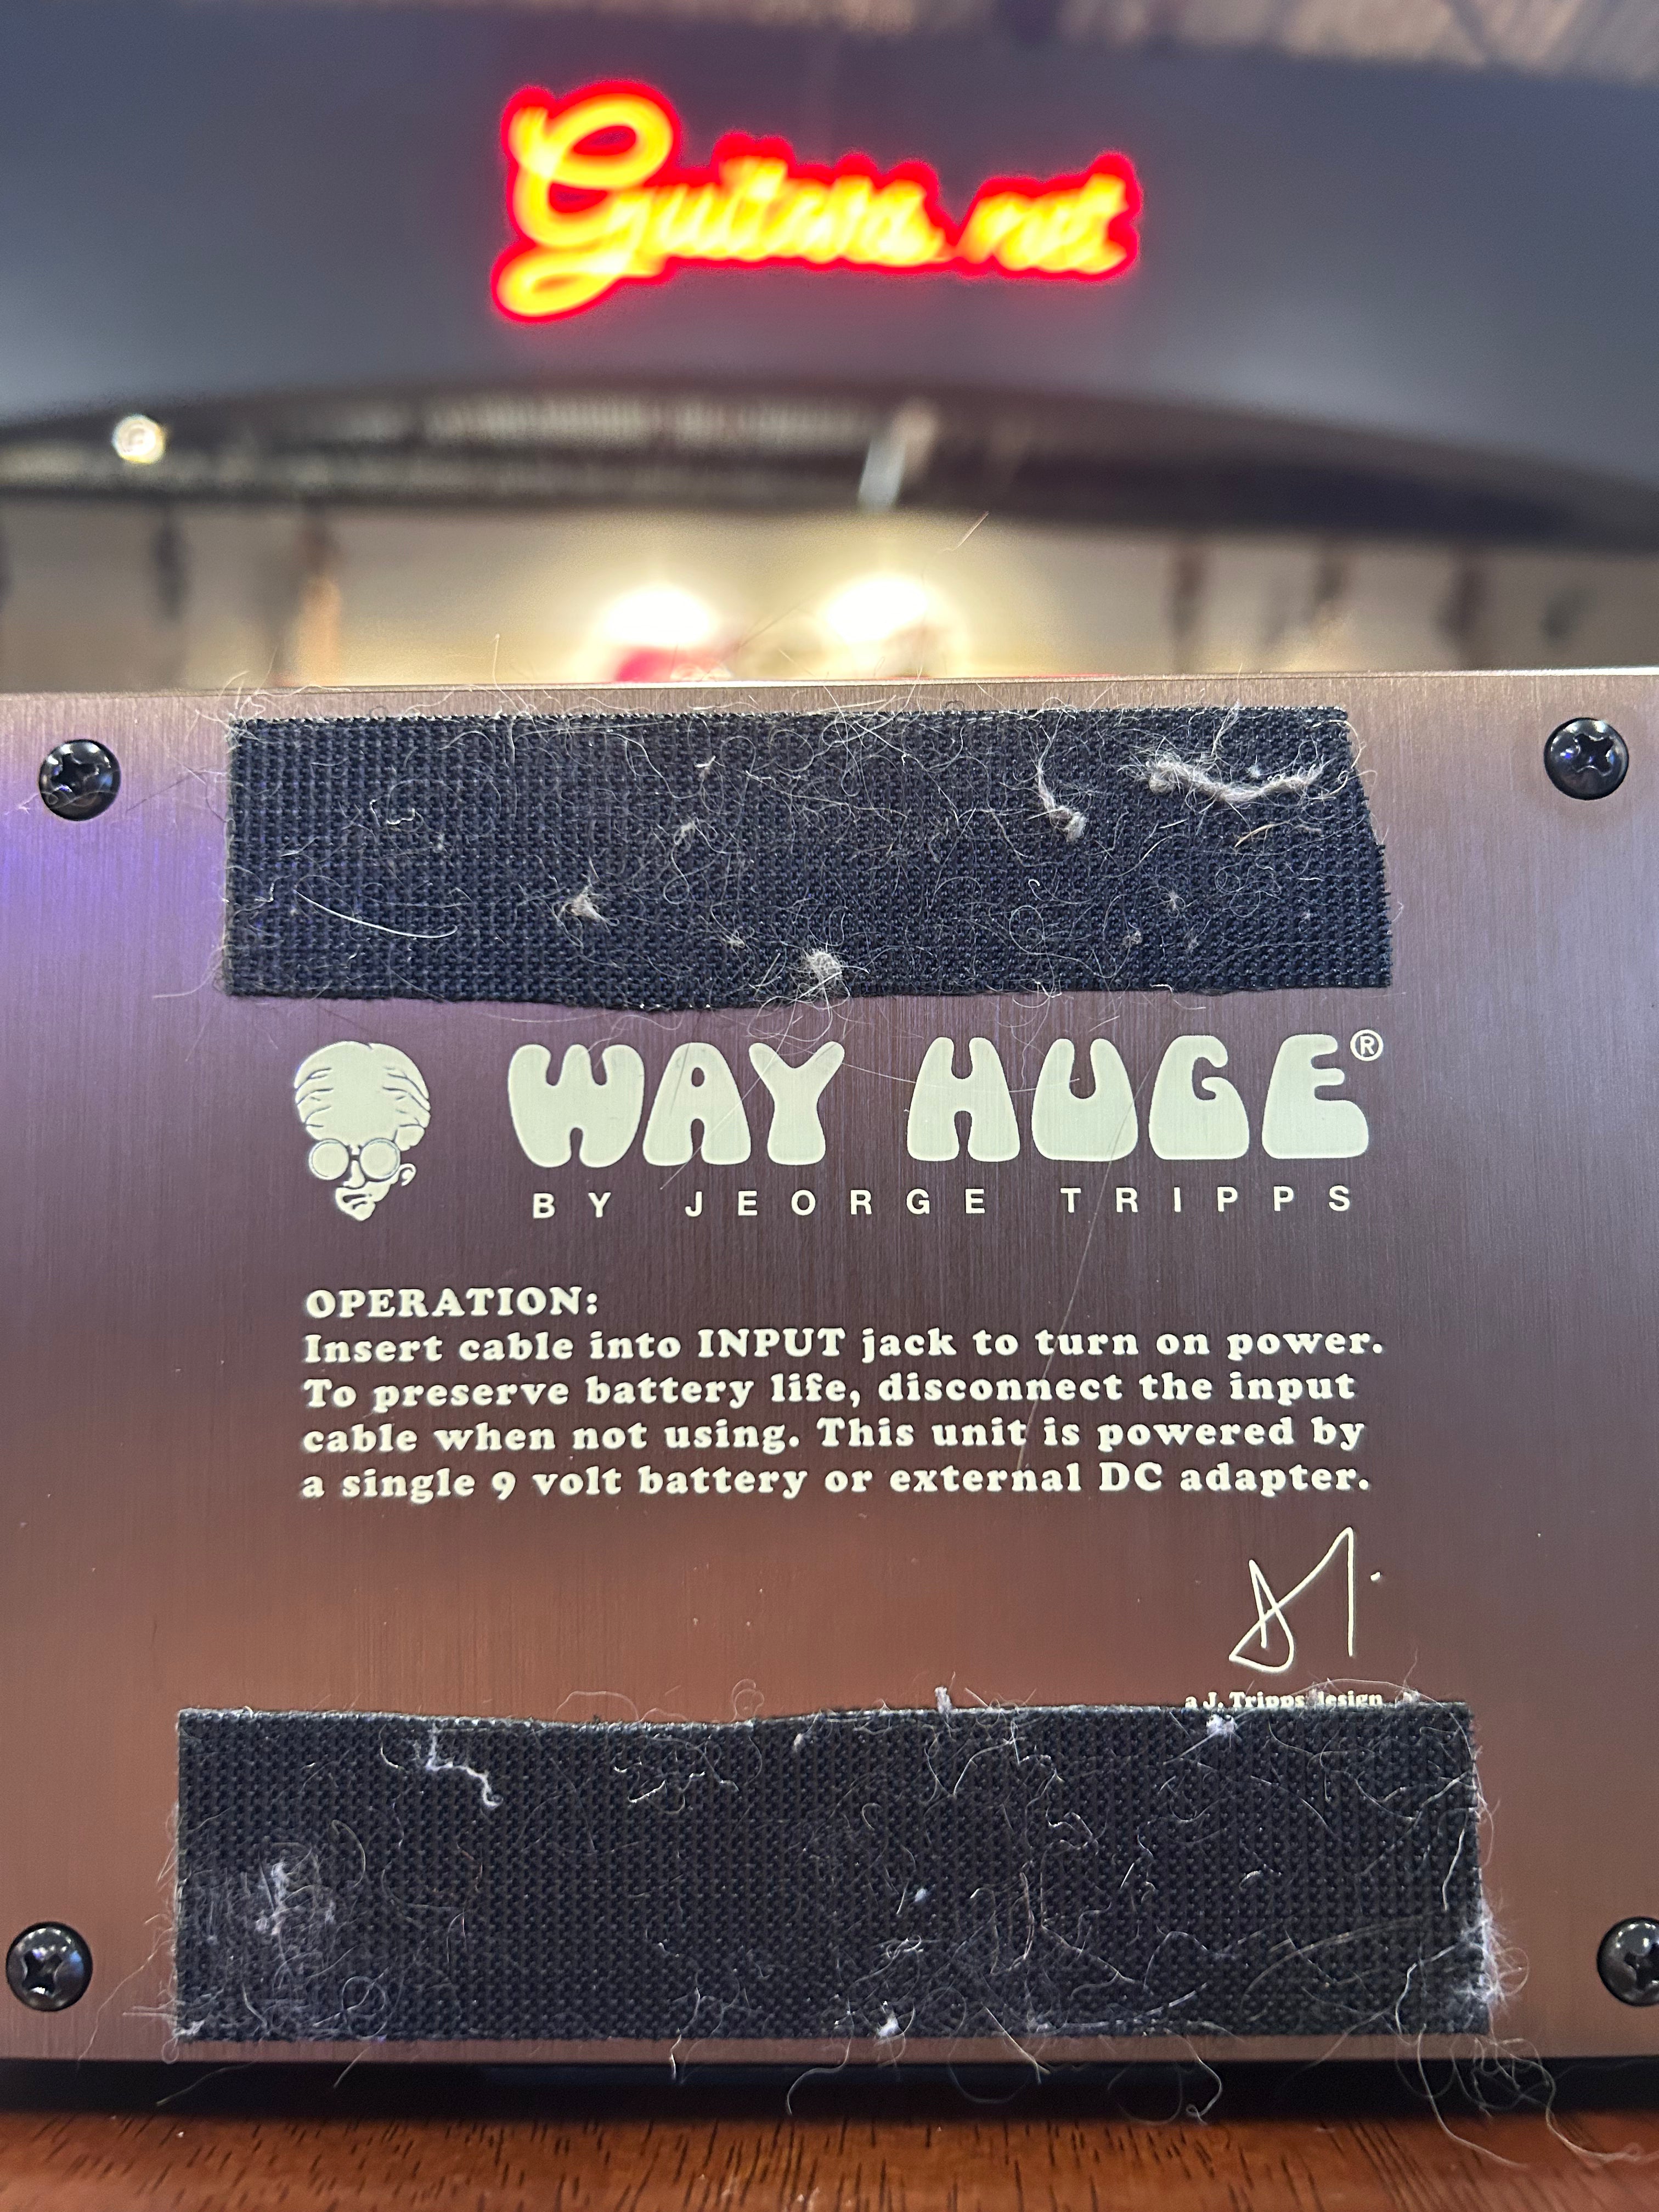 Guitars.net
WAY HUGE®
BY JEORGE TRIPPS
OPERATION:
Insert cable into INPUT jack to turn on power.
To preserve battery life, disconnect the input
cable when not using. This unit is powered by
a single 9 volt battery or external DC adapter.
a J. Tripps design